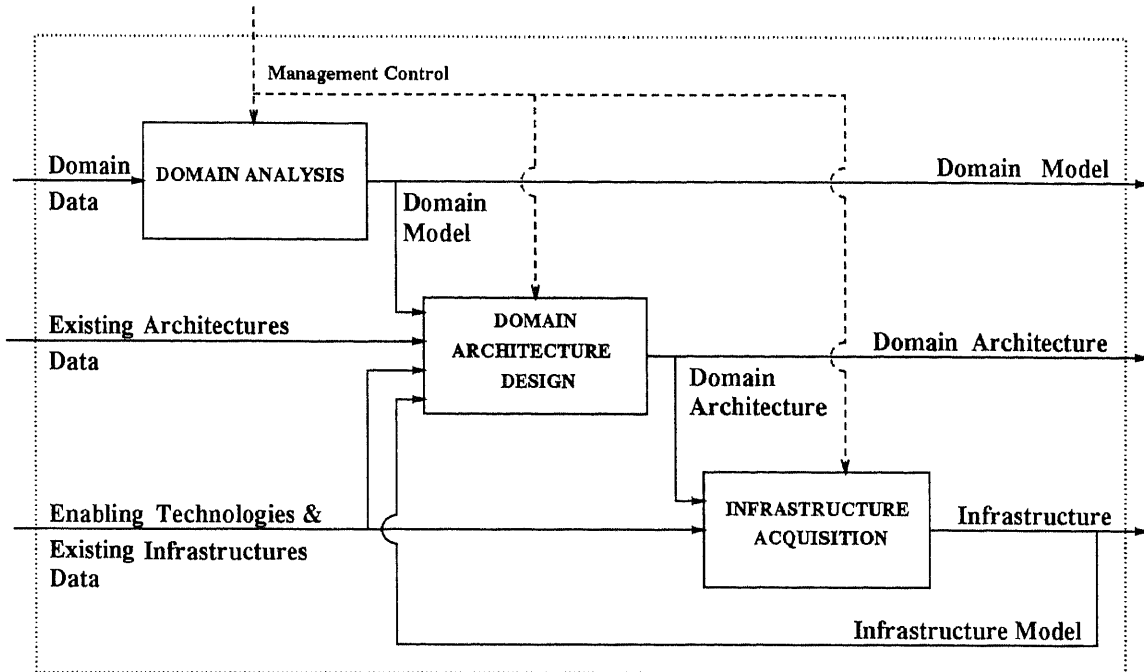 Management Control
Domain
Data
DOMAIN ANALYSIS
Domain Model
Domain
Model
Existing Architectures
Data
DOMAIN
ARCHITECTURE
DESIGN
Domain Architecture
Domain
Architecture
Enabling Technologies &
Existing Infrastructures
Data
INFRASTRUCTURE
ACQUISITION
Infrastructure
Infrastructure Model